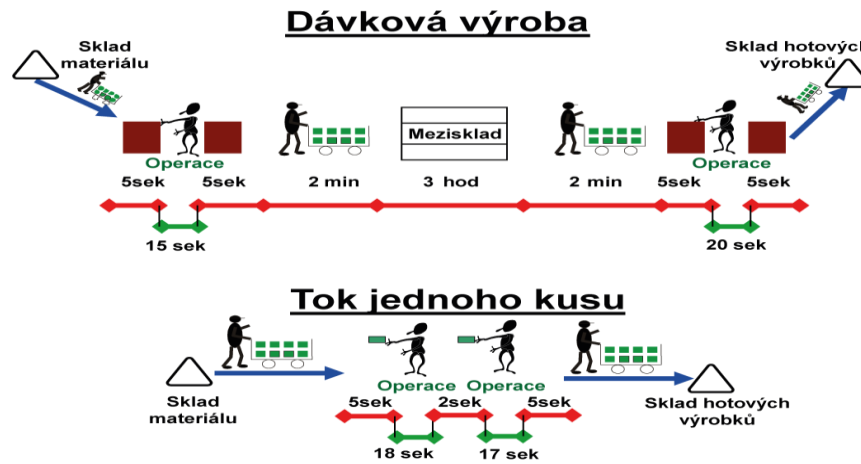 Dávková výroba
Sklad
materiálu
Sklad hotových
výrobků
Mezisklad
Operace
Operace
5sek
5sek
2 min
3 hod
2 min
5sek
5sek
15 sek
20 sek
Tok jednoho kusu
Operace
Operace
Sklad
materiálu
5sek
2sek
5sek
Sklad hotových
výrobků
18 sek
17 sek